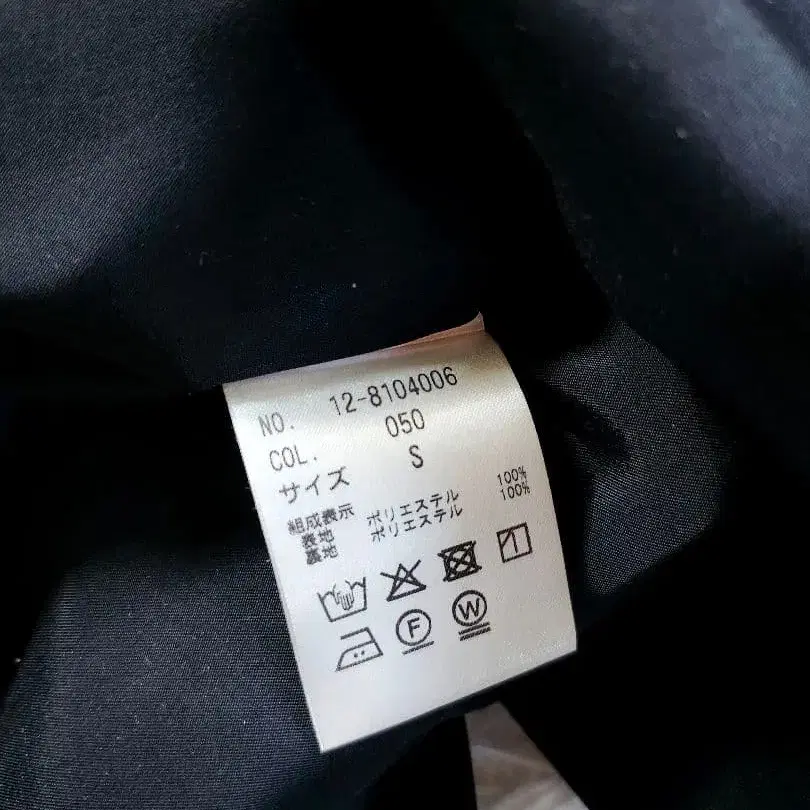 NO. 12-8104006
COL. 050
サイズ S
組成表示
表地 ポリエステル 100%
裏地 ポリエステル 100%
F W